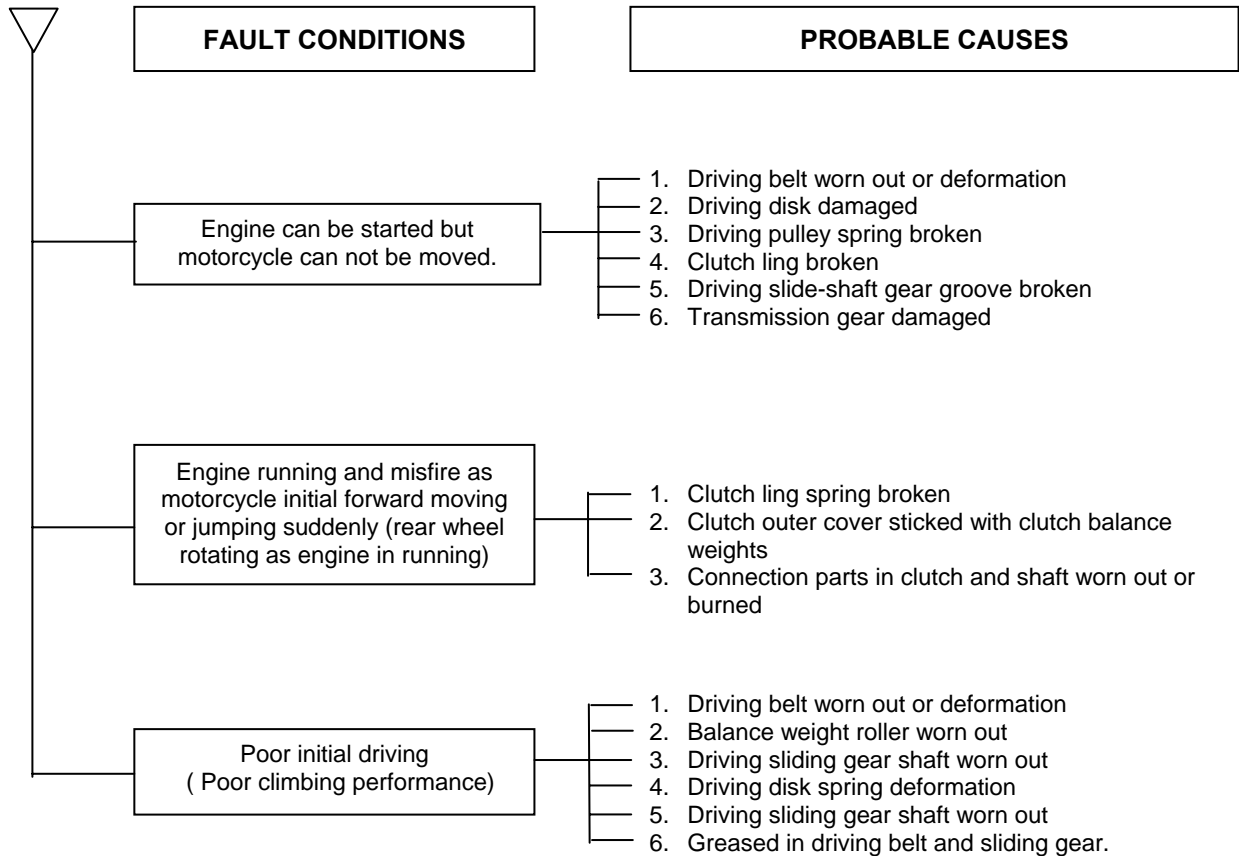 FAULT CONDITIONS
PROBABLE CAUSES
Engine can be started but
motorcycle can not be moved.
1. Driving belt worn out or deformation
2. Driving disk damaged
3. Driving pulley spring broken
4. Clutch ling broken
5. Driving slide-shaft gear groove broken
6. Transmission gear damaged
Engine running and misfire as
motorcycle initial forward moving
or jumping suddenly (rear wheel
rotating as engine in running)
1. Clutch ling spring broken
2. Clutch outer cover sticked with clutch balance
weights
3. Connection parts in clutch and shaft worn out or
burned
Poor initial driving
( Poor climbing performance)
1. Driving belt worn out or deformation
2. Balance weight roller worn out
3. Driving sliding gear shaft worn out
4. Driving disk spring deformation
5. Driving sliding gear shaft worn out
6. Greased in driving belt and sliding gear.